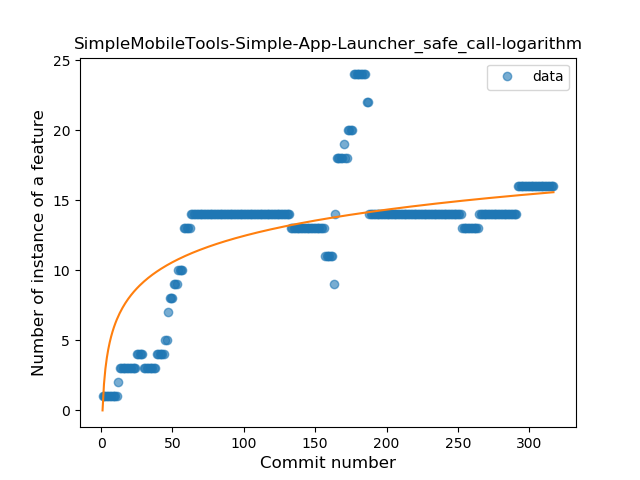 SimpleMobileTools-Simple-App-Launcher_safe_call-logarithm
data
Number of instance of a feature
25
20
15
10
5
0
0 50 100 150 200 250 300
Commit number